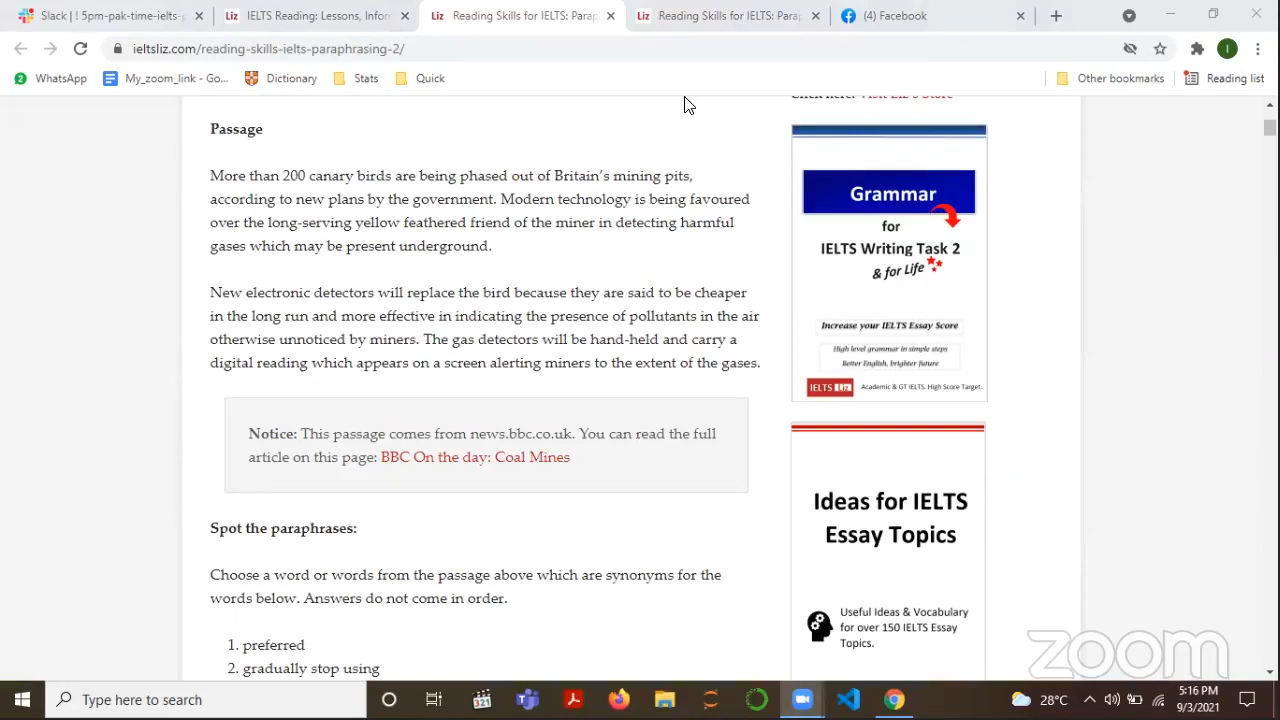 Slack | ! 5pm-pak-time-ielts-p
IELTS Reading: Lessons, Inforn
Reading Skills for IELTS: Parap
Reading Skills for IELTS: Parap
(4) Facebook
ieltsliz.com/reading-skills-ielts-paraphrasing-2/
I
2 WhatsApp
My_zoom_link - Go...
Dictionary
Stats
Quick
Other bookmarks
Reading list
Click here: Visit Liz's Store
Passage
More than 200 canary birds are being phased out of Britain's mining pits,
according to new plans by the government. Modern technology is being favoured
over the long-serving yellow feathered friend of the miner in detecting harmful
gases which may be present underground.
New electronic detectors will replace the bird because they are said to be cheaper
in the long run and more effective in indicating the presence of pollutants in the air
otherwise unnoticed by miners. The gas detectors will be hand-held and carry a
digital reading which appears on a screen alerting miners to the extent of the gases.
Notice: This passage comes from news.bbc.co.uk. You can read the full
article on this page: BBC On the day: Coal Mines
Spot the paraphrases:
Choose a word or words from the passage above which are synonyms for the
words below. Answers do not come in order.
1. preferred
2. gradually stop using
Grammar
for
IELTS Writing Task 2
& for Life
Increase your IELTS Essay Score
High level grammar in simple steps
Better English, brighter future
IELTS Liz
Academic & GT IELTS. High Score Target.
Ideas for IELTS
Essay Topics
Useful Ideas & Vocabulary
for over 150 IELTS Essay
Topics.
zoom
Type here to search
321
28°C
5:16 PM
9/3/2021